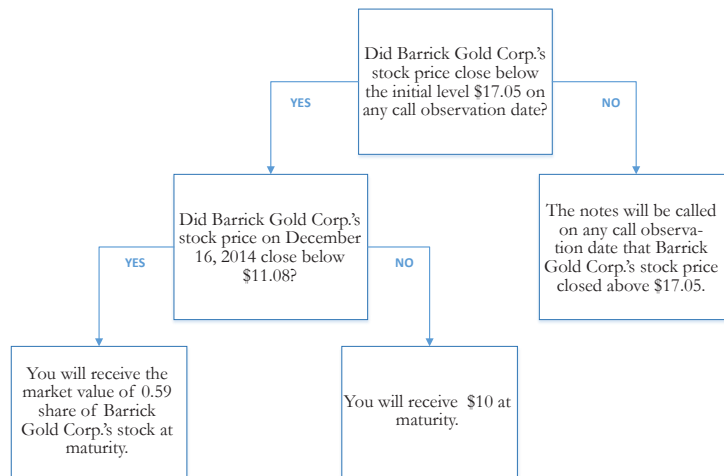 Did Barrick Gold Corp.'s
stock price close below
the initial level $17.05 on
any call observation date?
YES
NO
Did Barrick Gold Corp.'s
stock price on December
16, 2014 close below
$11.08?
The notes will be called
on any call observa-
tion date that Barrick
Gold Corp.'s stock price
closed above $17.05.
YES
NO
You will receive the
market value of 0.59
share of Barrick
Gold Corp.'s stock at
maturity.
You will receive $10 at
maturity.